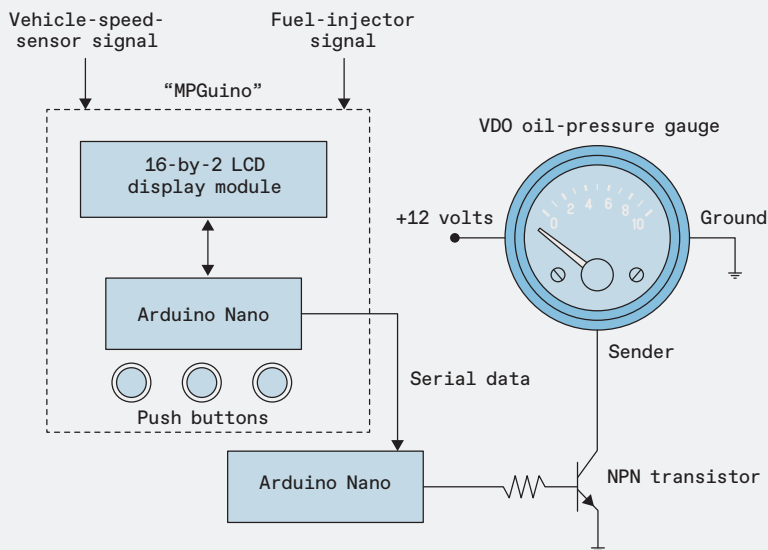 Vehicle-speed-
sensor signal
Fuel-injector
signal
“MPGuino”
16-by-2 LCD
display module
Arduino Nano
Push buttons
Serial data
Arduino Nano
VDO oil-pressure gauge
+12 volts
0 2 4 6 8 10
Ground
Sender
NPN transistor